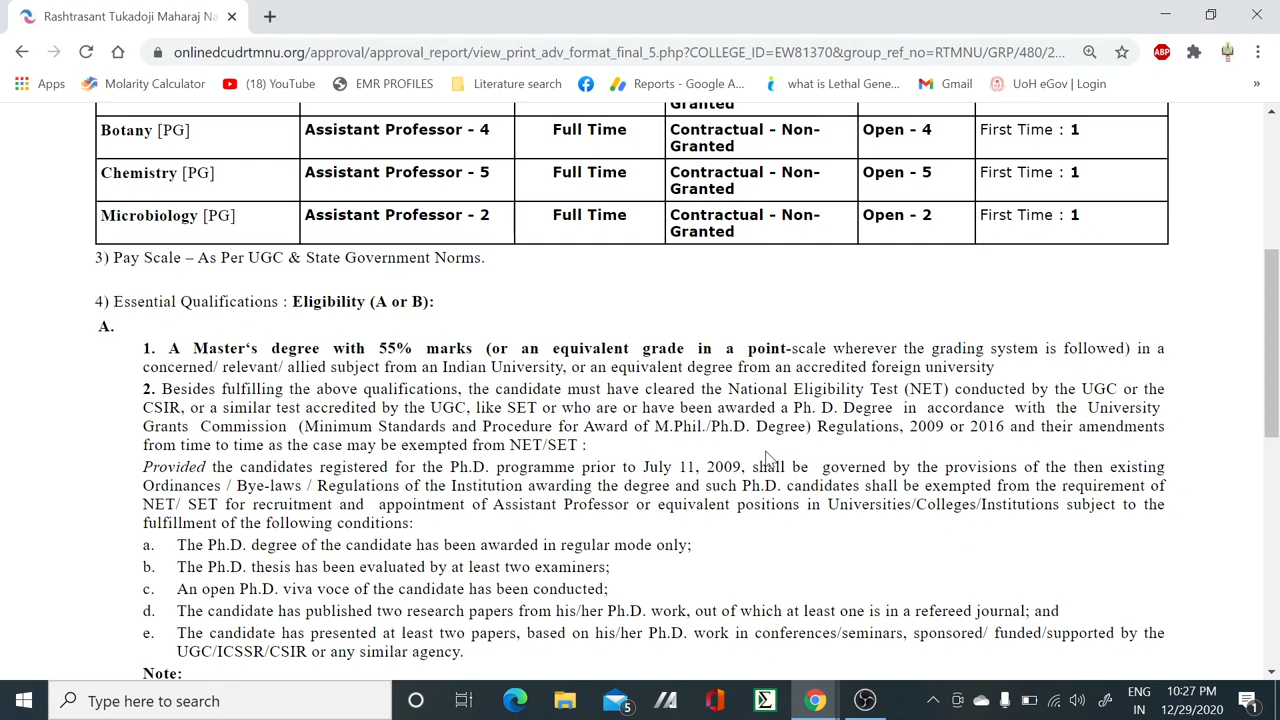 Rashtrasant Tukadoji Maharaj Na
onlinedcudrtmnu.org/approval/approval_report/view_print_adv_format_final_5.php?COLLEGE_ID=EW81370&group_ref_no=RTMNU/GRP/480/2...
ABP
Apps Molarity Calculator (18) YouTube EMR PROFILES Literature search Reports - Google A... what is Lethal Gene... Gmail UoH eGov | Login »
Granted
Botany [PG] Assistant Professor - 4 Full Time Contractual - Non- Open - 4 First Time : 1
Granted
Chemistry [PG] Assistant Professor - 5 Full Time Contractual - Non- Open - 5 First Time : 1
Granted
Microbiology [PG] Assistant Professor - 2 Full Time Contractual - Non- Open - 2 First Time : 1
Granted
3) Pay Scale – As Per UGC & State Government Norms.
4) Essential Qualifications : Eligibility (A or B):
A.
1. A Master‘s degree with 55% marks (or an equivalent grade in a point-scale wherever the grading system is followed) in a
concerned/ relevant/ allied subject from an Indian University, or an equivalent degree from an accredited foreign university
2. Besides fulfilling the above qualifications, the candidate must have cleared the National Eligibility Test (NET) conducted by the UGC or the
CSIR, or a similar test accredited by the UGC, like SET or who are or have been awarded a Ph. D. Degree in accordance with the University
Grants Commission (Minimum Standards and Procedure for Award of M.Phil./Ph.D. Degree) Regulations, 2009 or 2016 and their amendments
from time to time as the case may be exempted from NET/SET :
Provided the candidates registered for the Ph.D. programme prior to July 11, 2009, shall be governed by the provisions of the then existing
Ordinances / Bye-laws / Regulations of the Institution awarding the degree and such Ph.D. candidates shall be exempted from the requirement of
NET/ SET for recruitment and appointment of Assistant Professor or equivalent positions in Universities/Colleges/Institutions subject to the
fulfillment of the following conditions:
a. The Ph.D. degree of the candidate has been awarded in regular mode only;
b. The Ph.D. thesis has been evaluated by at least two examiners;
c. An open Ph.D. viva voce of the candidate has been conducted;
d. The candidate has published two research papers from his/her Ph.D. work, out of which at least one is in a refereed journal; and
e. The candidate has presented at least two papers, based on his/her Ph.D. work in conferences/seminars, sponsored/ funded/supported by the
UGC/ICSSR/CSIR or any similar agency.
Note:
Type here to search
5
ENG 10:27 PM
IN 12/29/2020
1